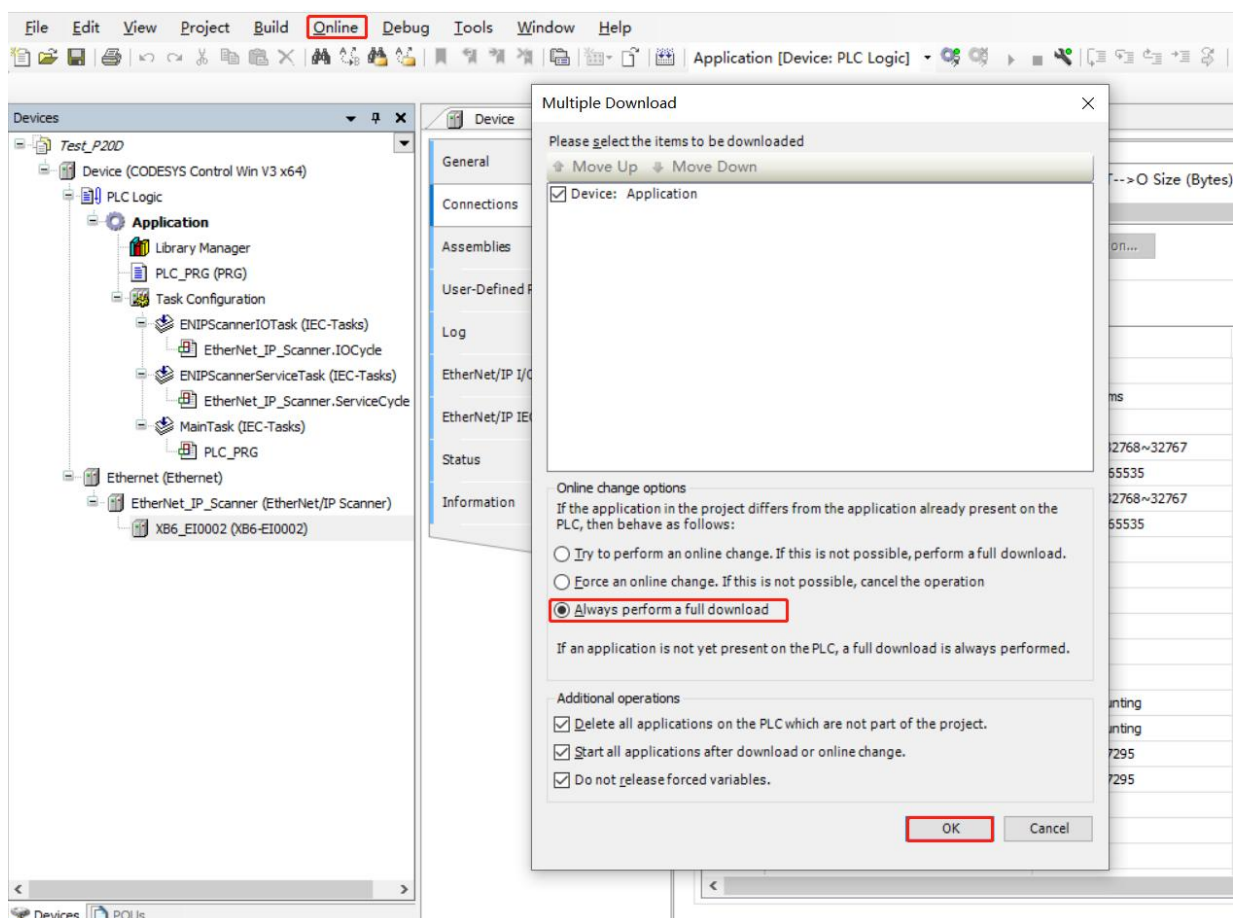 File Edit View Project Build Online Debug Tools Window Help
Application [Device: PLC Logic]
Devices
Test_P20D
Device (CODESYS Control Win V3 x64)
PLC Logic
Application
Library Manager
PLC_PRG (PRG)
Task Configuration
ENIPScannerIOTask (IEC-Tasks)
EtherNet_IP_Scanner.IOCycle
ENIPScannerServiceTask (IEC-Tasks)
EtherNet_IP_Scanner.ServiceCycle
MainTask (IEC-Tasks)
PLC_PRG
Ethernet (Ethernet)
EtherNet_IP_Scanner (EtherNet/IP Scanner)
XB6_EI0002 (XB6-EI0002)
Devices POUs
Device
General
Connections
Assemblies
User-Defined
Log
EtherNet/IP
EtherNet/IP
Status
Information
Multiple Download
Please select the items to be downloaded
Move Up Move Down
Device: Application
Online change options
If the application in the project differs from the application already present on the
PLC, then behave as follows:
Try to perform an online change. If this is not possible, perform a full download.
Force an online change. If this is not possible, cancel the operation
Always perform a full download
If an application is not yet present on the PLC, a full download is always performed.
Additional operations
Delete all applications on the PLC which are not part of the project.
Start all applications after download or online change.
Do not release forced variables.
OK Cancel
-->O Size (Bytes)
on...
ms
32768~32767
65535
32768~32767
65535
unting
unting
7295
7295